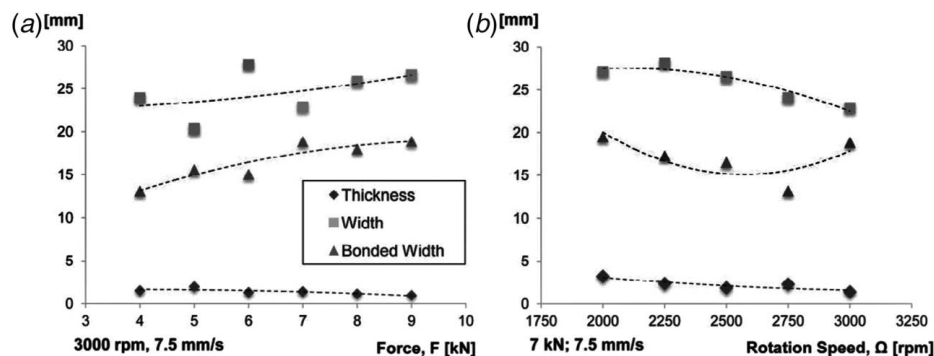 (a) [mm]
30
25
20
15
10
5
0
3 4 5 6 7 8 9 10
3000 rpm, 7.5 mm/s Force, F [kN]
Thickness
Width
Bonded Width
(b) [mm]
30
25
20
15
10
5
0
1750 2000 2250 2500 2750 3000 3250
7 kN; 7.5 mm/s Rotation Speed, Ω [rpm]